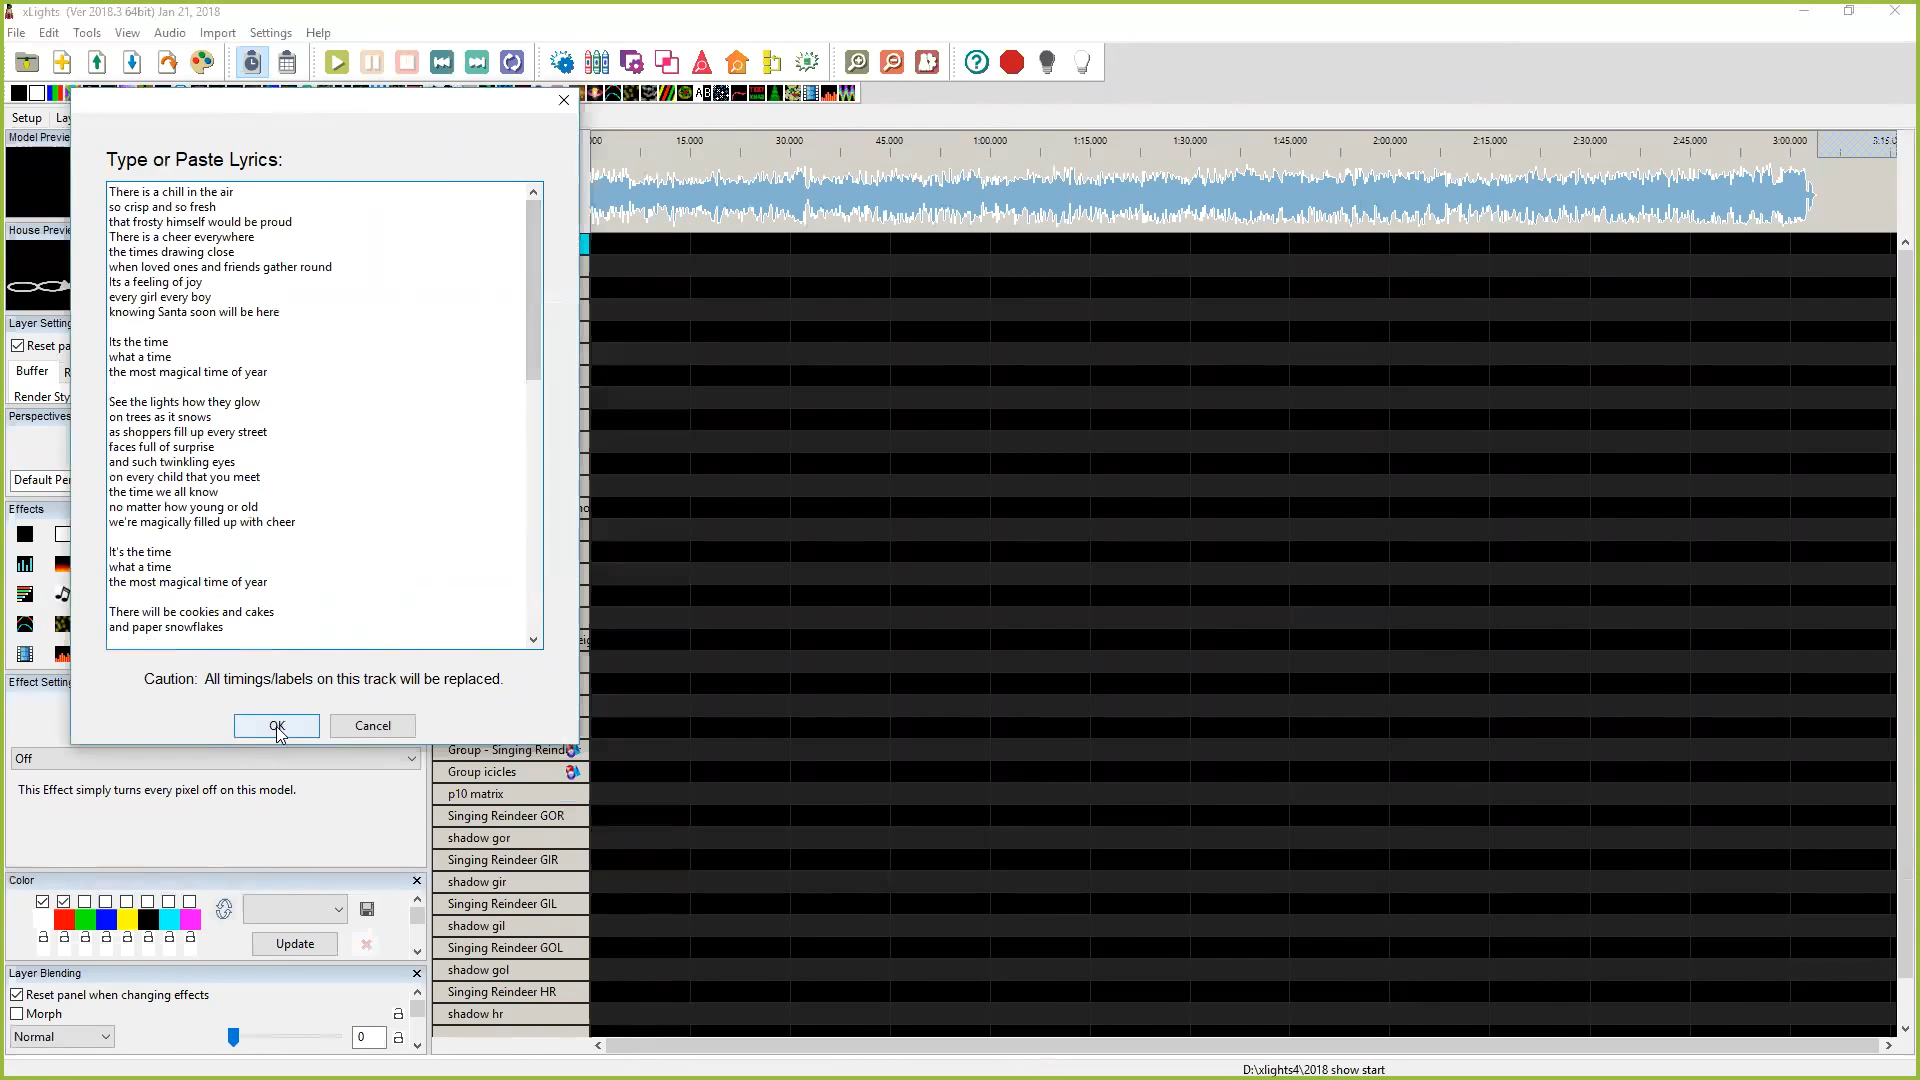 xLights (Ver 2018.3 64bit) Jan 21, 2018
File Edit Tools View Audio Import Settings Help
Setup
Model Preview
House Preview
Layer Setting
Reset pa
Buffer
Render Sty
Perspectives
Default Per
Effects
Effect Setting
Type or Paste Lyrics:
There is a chill in the air
so crisp and so fresh
that frosty himself would be proud
There is a cheer everywhere
the times drawing close
when loved ones and friends gather round
Its a feeling of joy
every girl every boy
knowing Santa soon will be here
Its the time
what a time
the most magical time of year
See the lights how they glow
on trees as it snows
as shoppers fill up every street
faces full of surprise
and such twinkling eyes
on every child that you meet
the time we all know
no matter how young or old
we're magically filled up with cheer
It's the time
what a time
the most magical time of year
There will be cookies and cakes
and paper snowflakes
Caution: All timings/labels on this track will be replaced.
OK Cancel
15.000 30.000 45.000 1:00.000 1:15.000 1:30.000 1:45.000 2:00.000 2:15.000 2:30.000 2:45.000 3:00.000
Off
This Effect simply turns every pixel off on this model.
Color
Update
Layer Blending
Reset panel when changing effects
Morph
Normal 0
Group - Singing Reind
Group icicles
p10 matrix
Singing Reindeer GOR
shadow gor
Singing Reindeer GIR
shadow gir
Singing Reindeer GIL
shadow gil
Singing Reindeer GOL
shadow gol
Singing Reindeer HR
shadow hr
D:\xlights4\2018 show start